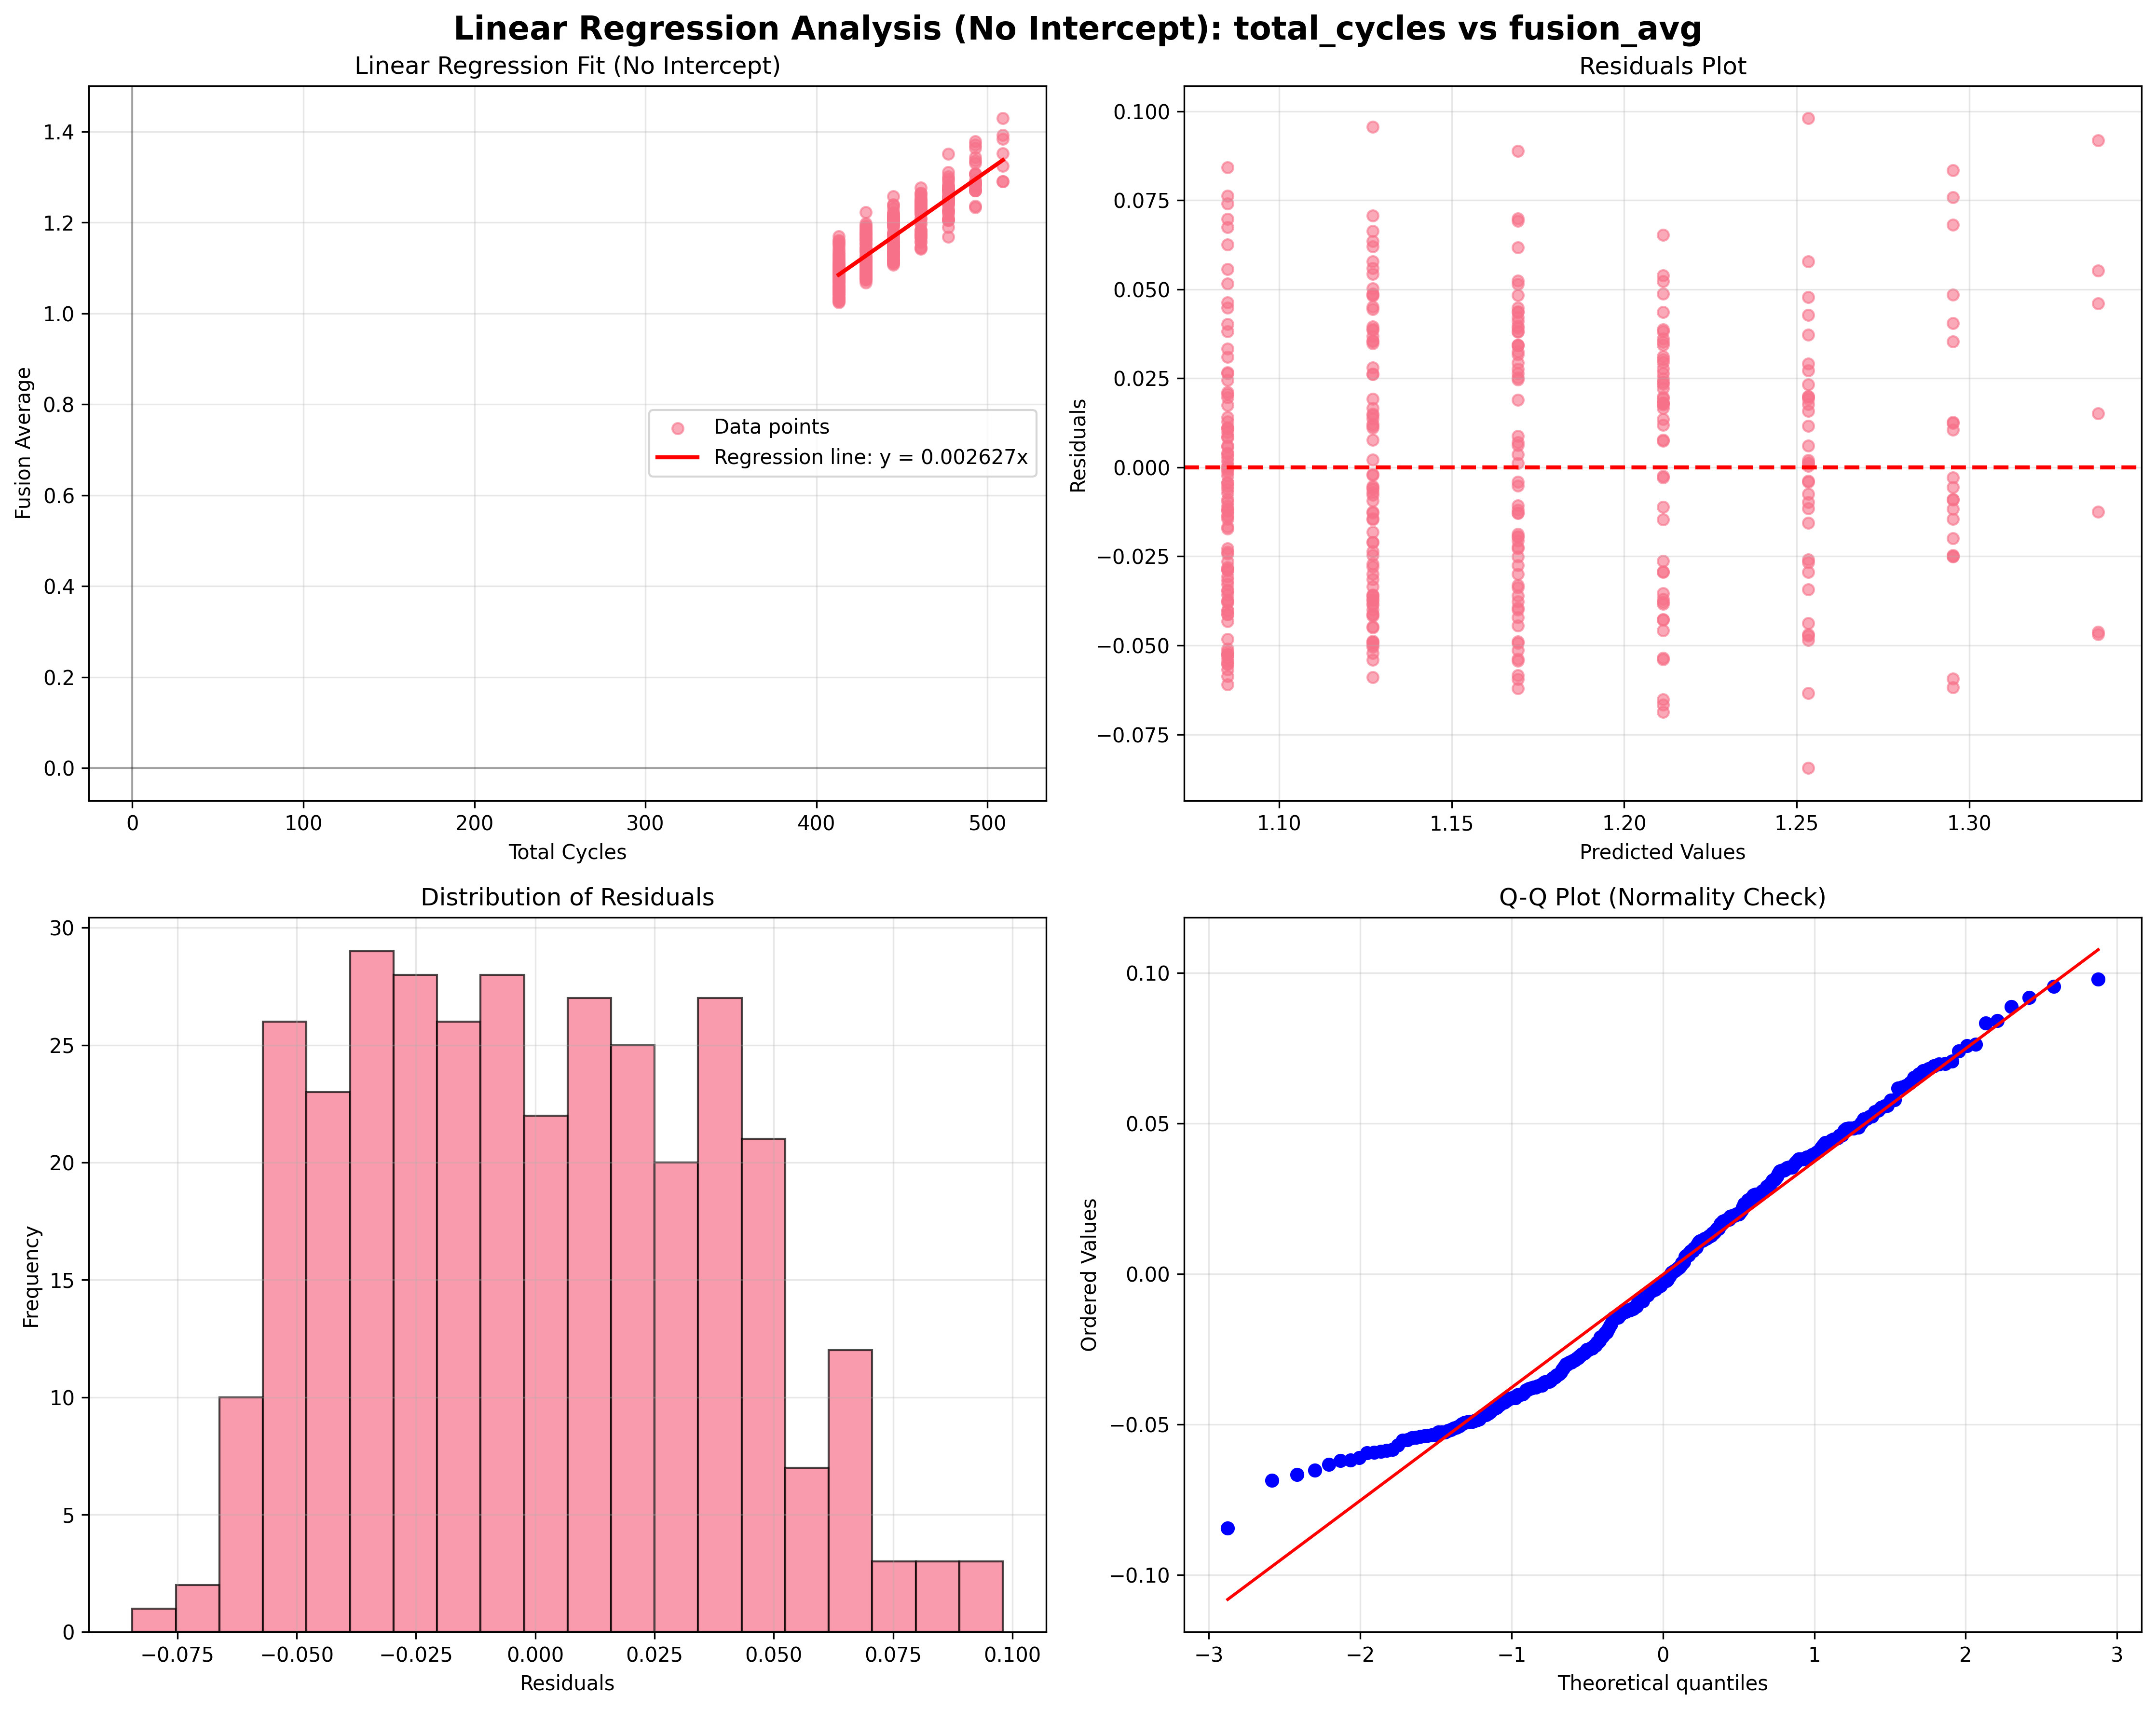 Linear Regression Analysis (No Intercept): total_cycles vs fusion_avg
Linear Regression Fit (No Intercept)
Fusion Average
1.4
1.2
1.0
0.8
0.6
0.4
0.2
0.0
Data points
Regression line: y = 0.002627x
0 100 200 300 400 500
Total Cycles
Residuals Plot
Residuals
0.100
0.075
0.050
0.025
0.000
−0.025
−0.050
−0.075
1.10 1.15 1.20 1.25 1.30
Predicted Values
Distribution of Residuals
Frequency
30
25
20
15
10
5
0
−0.075 −0.050 −0.025 0.000 0.025 0.050 0.075 0.100
Residuals
Q-Q Plot (Normality Check)
Ordered Values
0.10
0.05
0.00
−0.05
−0.10
−3 −2 −1 0 1 2 3
Theoretical quantiles